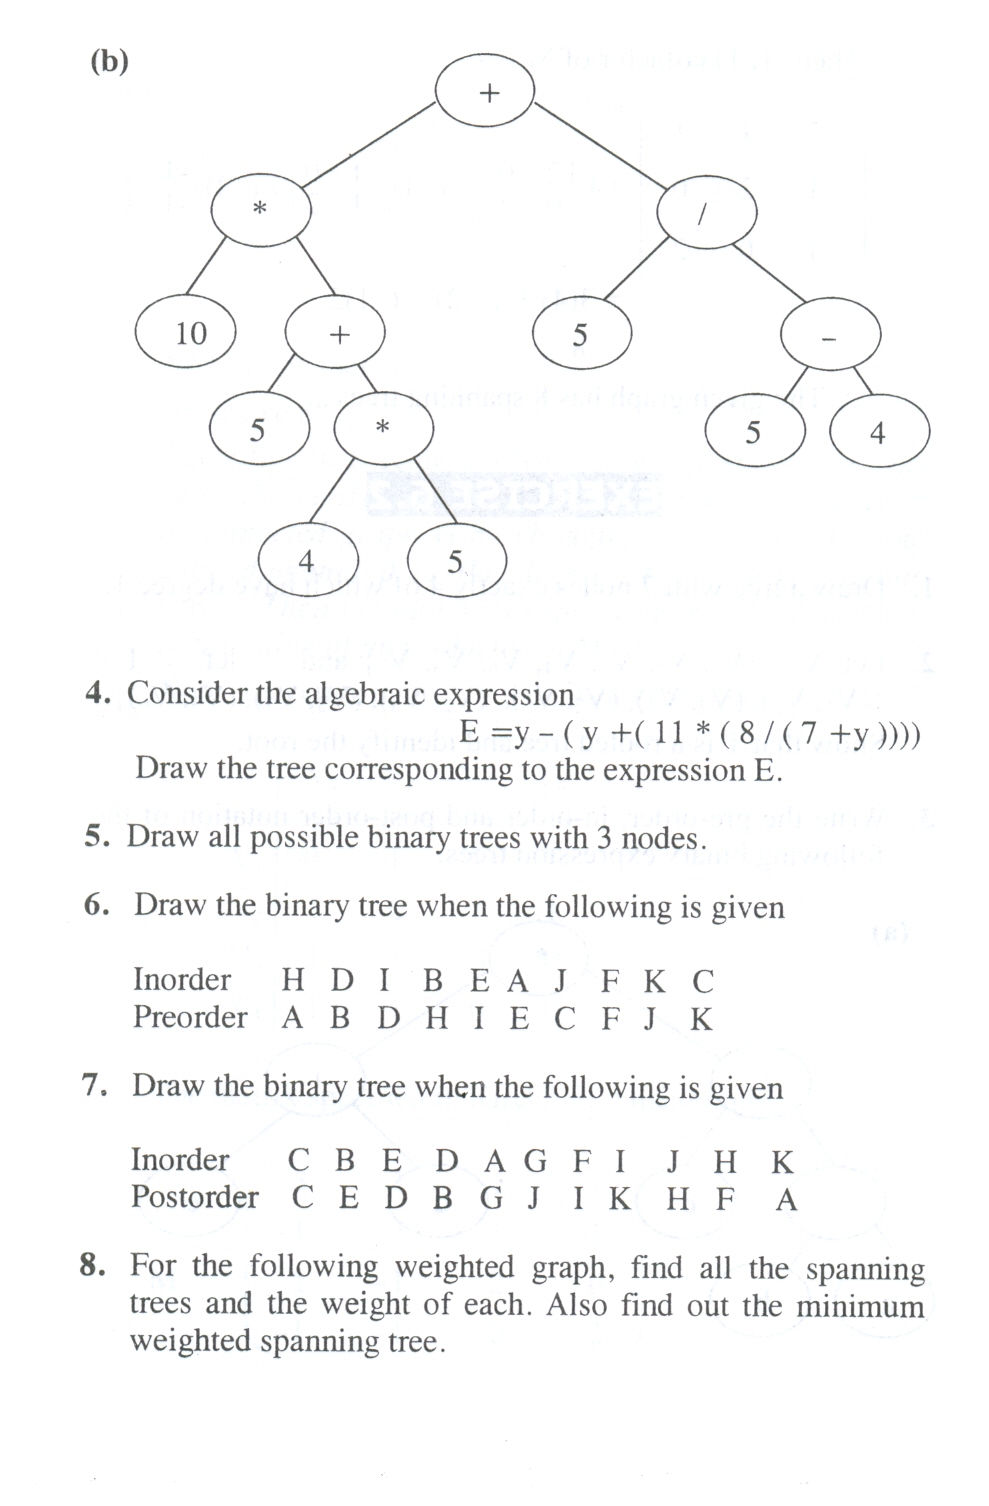 (b)
+
* /
10 + 5 –
5 * 5 4
4 5
4. Consider the algebraic expression
E =y – ( y +( 11 * ( 8 / ( 7 +y ))))
Draw the tree corresponding to the expression E.
5. Draw all possible binary trees with 3 nodes.
6. Draw the binary tree when the following is given
Inorder H D I B E A J F K C
Preorder A B D H I E C F J K
7. Draw the binary tree when the following is given
Inorder C B E D A G F I J H K
Postorder C E D B G J I K H F A
8. For the following weighted graph, find all the spanning
trees and the weight of each. Also find out the minimum
weighted spanning tree.